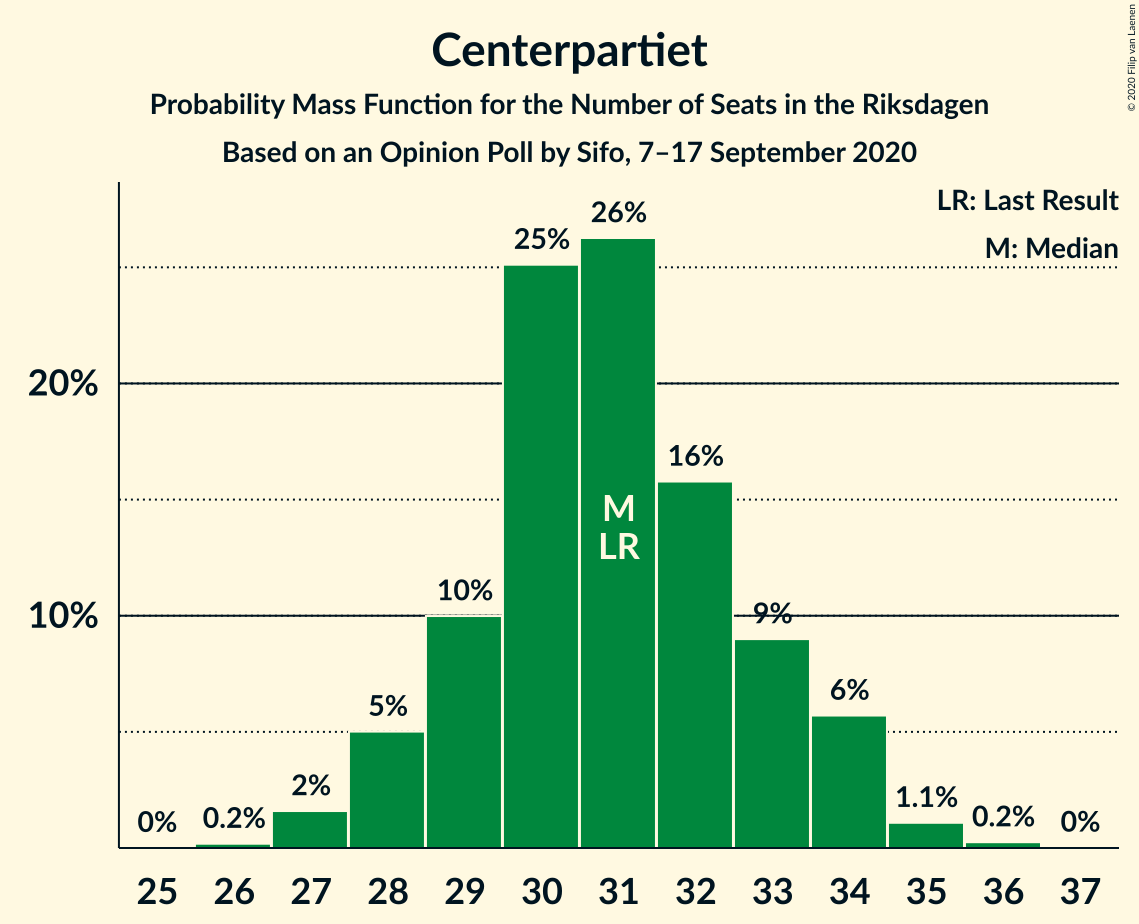 Centerpartiet
Probability Mass Function for the Number of Seats in the Riksdagen
Based on an Opinion Poll by Sifo, 7–17 September 2020
© 2020 Filip van Laenen
LR: Last Result
M: Median
26%
25%
20%
16%
M
LR
10%
10%
9%
6%
5%
2%
1.1%
0%
0.2%
0.2%
0%
25 26 27 28 29 30 31 32 33 34 35 36 37